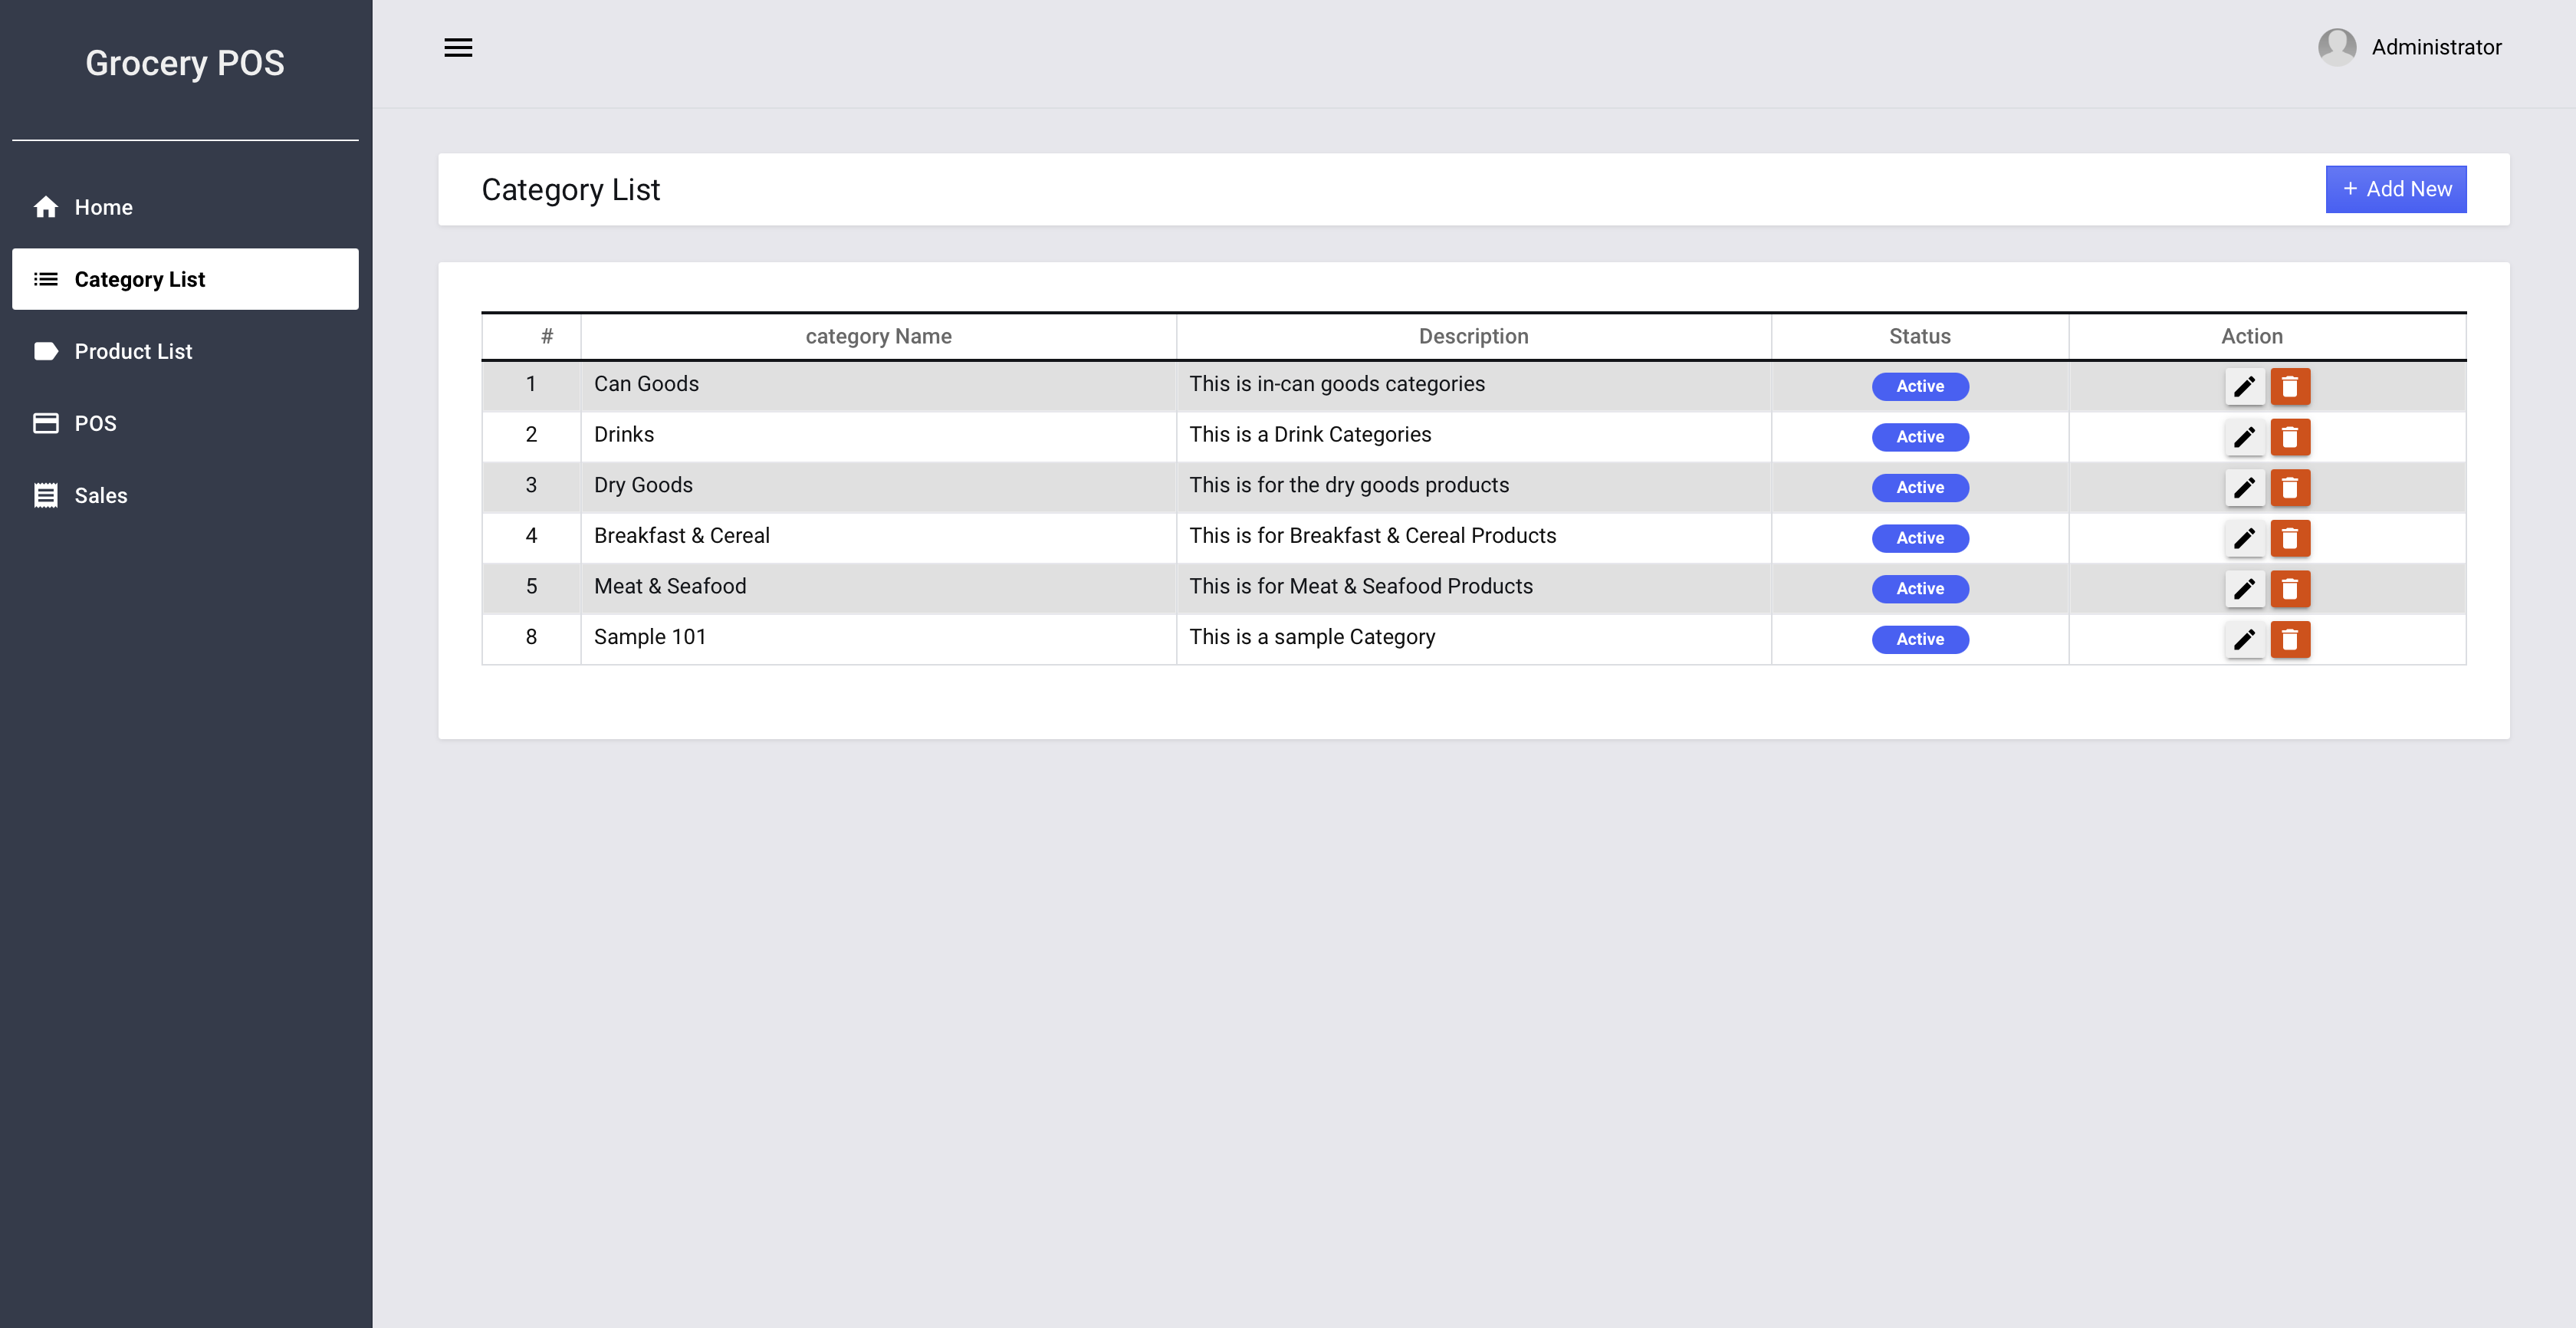 Grocery POS
Administrator
Home
Category List
Product List
POS
Sales
Category List
+ Add New
# category Name Description Status Action
1 Can Goods This is in-can goods categories Active
2 Drinks This is a Drink Categories Active
3 Dry Goods This is for the dry goods products Active
4 Breakfast & Cereal This is for Breakfast & Cereal Products Active
5 Meat & Seafood This is for Meat & Seafood Products Active
8 Sample 101 This is a sample Category Active